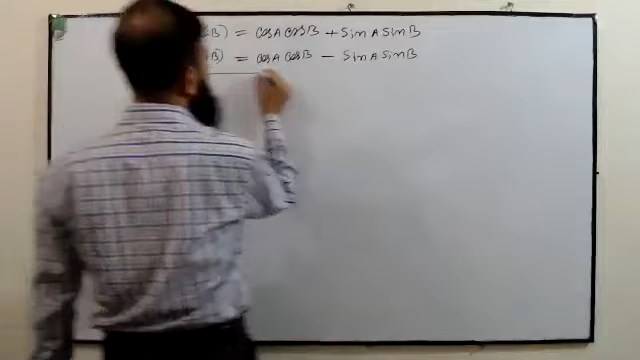 B) = cosA cosB + SinA SinB
B) = cosA cosB - SinA SinB